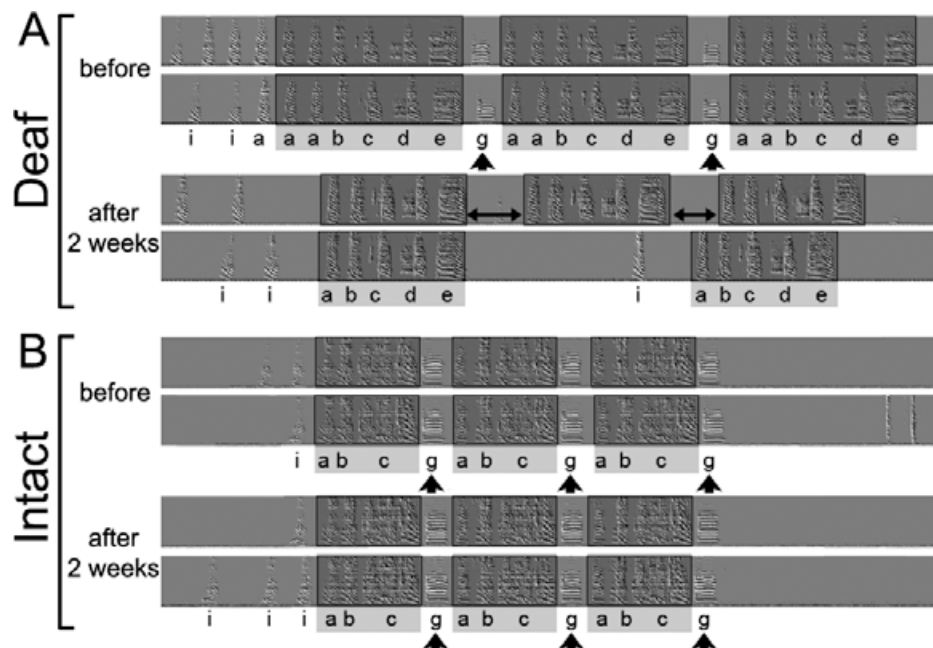 A
Deaf
before
i i a a a b c d e g a a b c d e g a a b c d e
after
2 weeks
i i a b c d e i a b c d e
B
Intact
before
i a b c g a b c g a b c g
after
2 weeks
i i i a b c g a b c g a b c g